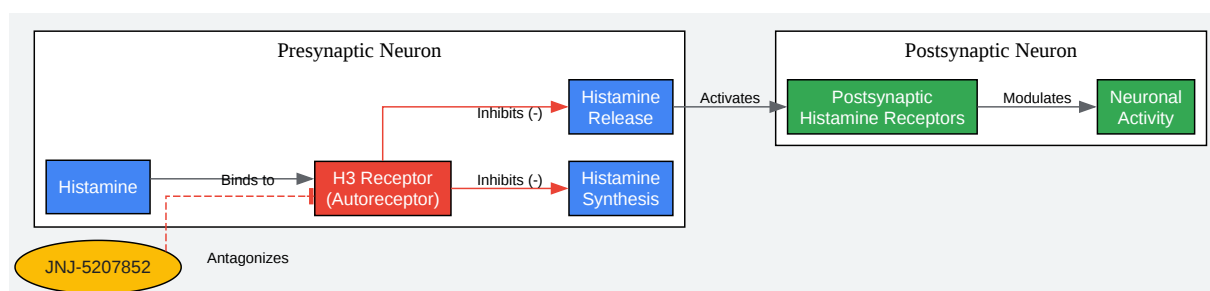 Presynaptic Neuron
Postsynaptic Neuron
Histamine
Release
Activates
Postsynaptic
Histamine Receptors
Modulates
Neuronal
Activity
Inhibits (-)
Histamine
Binds to
H3 Receptor
(Autoreceptor)
Inhibits (-)
Histamine
Synthesis
JNJ-5207852
Antagonizes